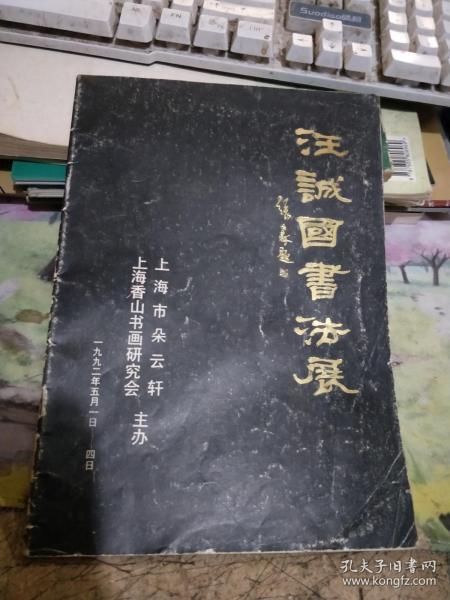 汪誠國書法展
上海市朵云轩
上海香山书画研究会
主办
一九九二年五月一日——四日
孔夫子旧书网
www.kongfz.com